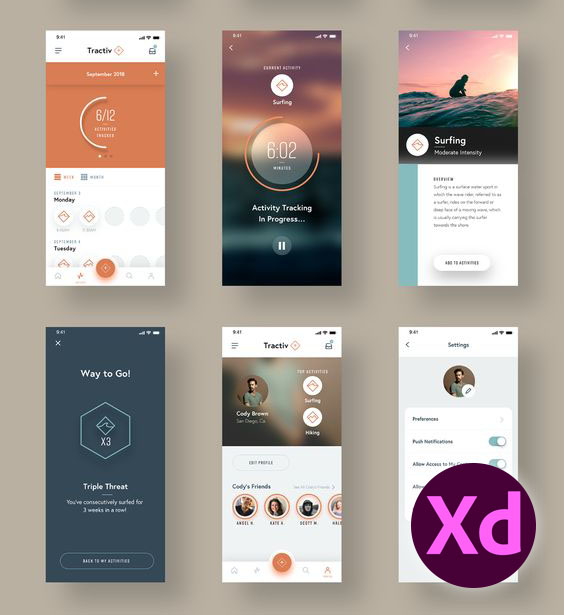 9:41
Tractiv
September 2018
+
6/12
ACTIVITIES
TRACKED
WEEK MONTH
SEPTEMBER 3
Monday
SEPTEMBER 4
Tuesday
9:41
CURRENT ACTIVITY
Surfing
6:02
MINUTES
Activity Tracking
In Progress...
9:41
Surfing
Moderate Intensity
OVERVIEW
Surfing is a surface water sport in
which the wave rider, referred to as
a surfer, rides on the forward or
deep face of a moving wave, which
is usually carrying the surfer
towards the shore.
ADD TO ACTIVITIES
9:41
Way to Go!
X3
Triple Threat
You've consecutively surfed for
3 weeks in a row!
BACK TO MY ACTIVITIES
9:41
Tractiv
TOP ACTIVITIES
Surfing
Cody Brown
San Diego, Ca
Hiking
EDIT PROFILE
Cody's Friends
See All Cody's Friends
ANGEL H. KATE R. SCOTT M. HALE
9:41
Settings
Preferences
Push Notifications
Allow Access to My C
Allow
Xd